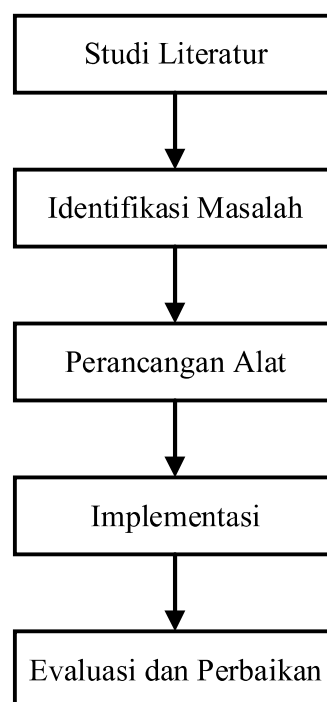 Studi Literatur
Identifikasi Masalah
Perancangan Alat
Implementasi
Evaluasi dan Perbaikan